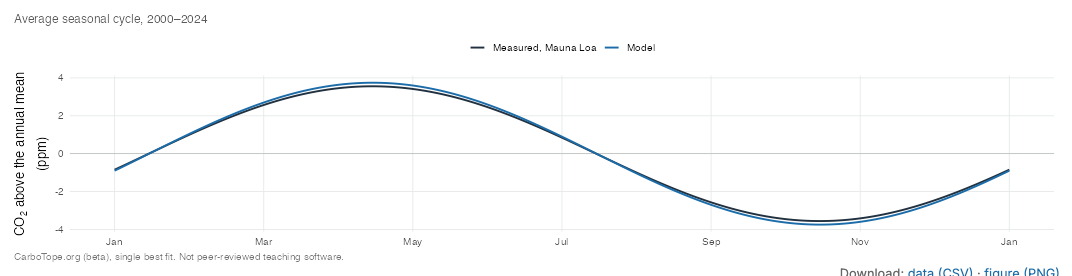 Average seasonal cycle, 2000–2024
Measured, Mauna Loa Model
CO2 above the annual mean
(ppm)
4
2
0
-2
-4
Jan Mar May Jul Sep Nov Jan
CarboTope.org (beta), single best fit. Not peer-reviewed teaching software.
Download: data (CSV) · figure (PNG)